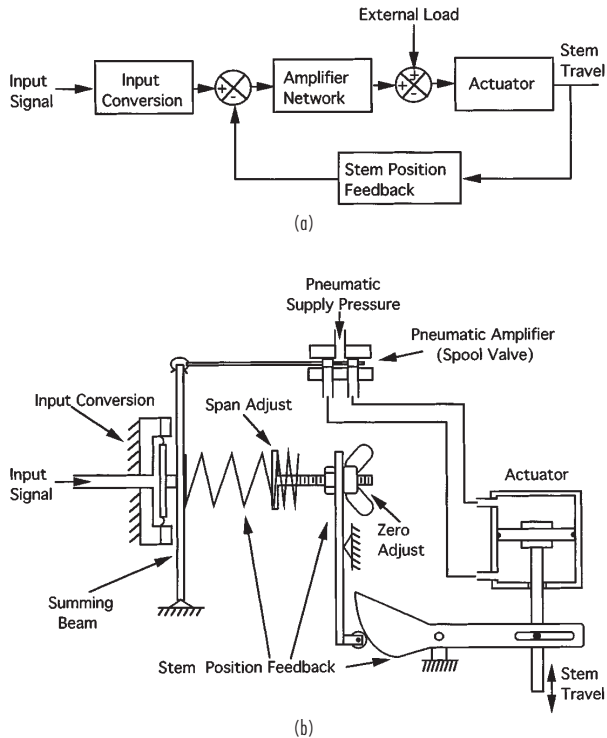 External Load
Stem
Travel
Input
Signal
Input
Conversion
+
-
Amplifier
Network
±
+
-
Actuator
Stem Position
Feedback
(a)
Pneumatic
Supply Pressure
Pneumatic Amplifier
(Spool Valve)
Input Conversion
Span Adjust
Input
Signal
Actuator
Zero
Adjust
Summing
Beam
Stem Position Feedback
Stem
Travel
(b)